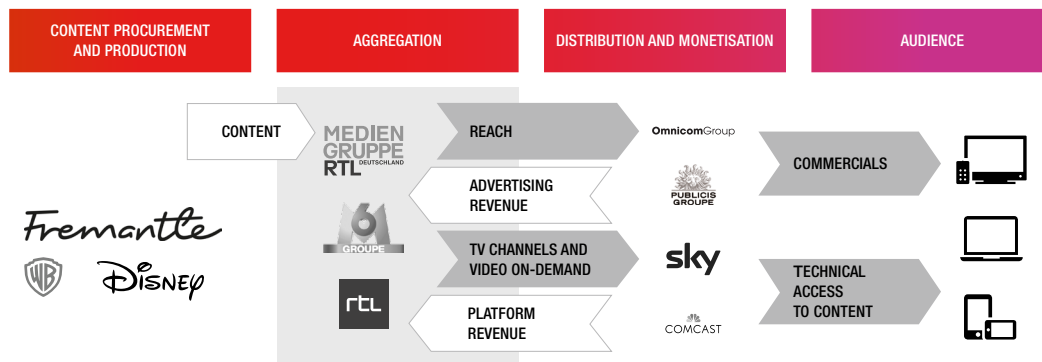 CONTENT PROCUREMENT
AND PRODUCTION
AGGREGATION
DISTRIBUTION AND MONETISATION
AUDIENCE
CONTENT
Fremantle
WB
DISNEY
MEDIEN
GRUPPE
RTL DEUTSCHLAND
M6
GROUPE
rtl
REACH
ADVERTISING
REVENUE
TV CHANNELS AND
VIDEO ON-DEMAND
PLATFORM
REVENUE
OmnicomGroup
PUBLICIS
GROUPE
sky
COMCAST
COMMERCIALS
TECHNICAL
ACCESS
TO CONTENT